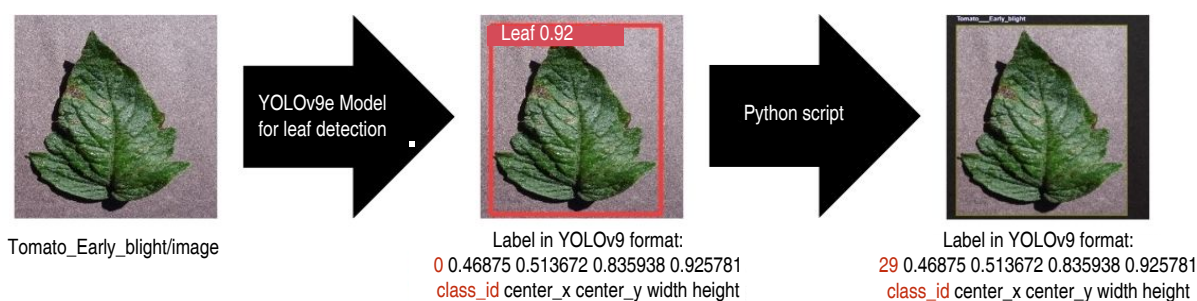 Tomato_Early_blight/image
YOLOv9e Model
for leaf detection
Leaf 0.92
Label in YOLOv9 format:
0 0.46875 0.513672 0.835938 0.925781
class_id center_x center_y width height
Python script
Tomato___Early_blight
Label in YOLOv9 format:
29 0.46875 0.513672 0.835938 0.925781
class_id center_x center_y width height